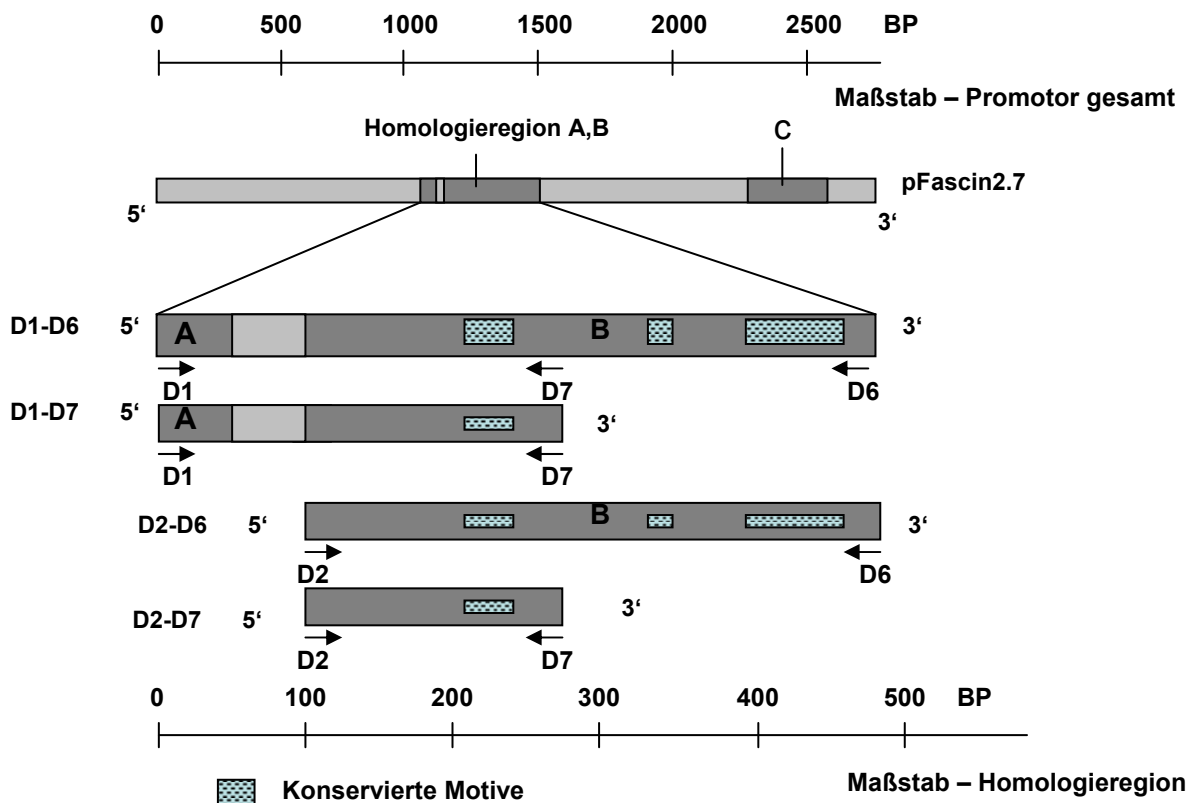 0 500 1000 1500 2000 2500 BP
Maßstab – Promotor gesamt
Homologieregion A,B
C
pFascin2.7
5‘
3‘
D1-D6 5‘ A B 3‘
D1 D7 D6
D1-D7 5‘ A 3‘
D1 D7
D2-D6 5‘ B 3‘
D2 D6
D2-D7 5‘ 3‘
D2 D7
0 100 200 300 400 500 BP
Maßstab – Homologieregion
Konservierte Motive